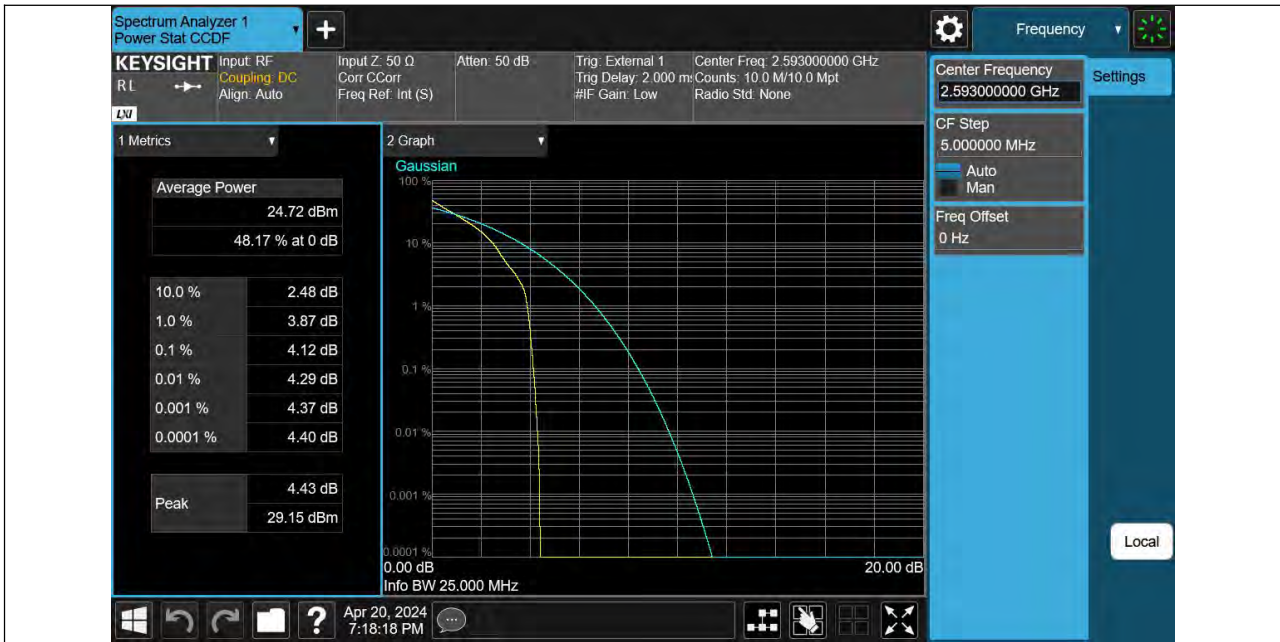 Spectrum Analyzer 1
Power Stat CCDF
Frequency
KEYSIGHT
RL
LXI
Input: RF
Coupling: DC
Align: Auto
Input Z: 50 Ω
Corr CCorr
Freq Ref: Int (S)
Atten: 50 dB
Trig: External 1
Trig Delay: 2.000 ms
#IF Gain: Low
Center Freq: 2.593000000 GHz
Counts: 10.0 M/10.0 Mpt
Radio Std: None
Center Frequency
2.593000000 GHz
Settings
CF Step
5.000000 MHz
Auto
Man
Freq Offset
0 Hz
1 Metrics
Average Power
24.72 dBm
48.17 % at 0 dB
10.0 % 2.48 dB
1.0 % 3.87 dB
0.1 % 4.12 dB
0.01 % 4.29 dB
0.001 % 4.37 dB
0.0001 % 4.40 dB
Peak
4.43 dB
29.15 dBm
2 Graph
Gaussian
100 %
10 %
1 %
0.1 %
0.01 %
0.001 %
0.0001 %
0.00 dB 20.00 dB
Info BW 25.000 MHz
Local
?
Apr 20, 2024
7:18:18 PM